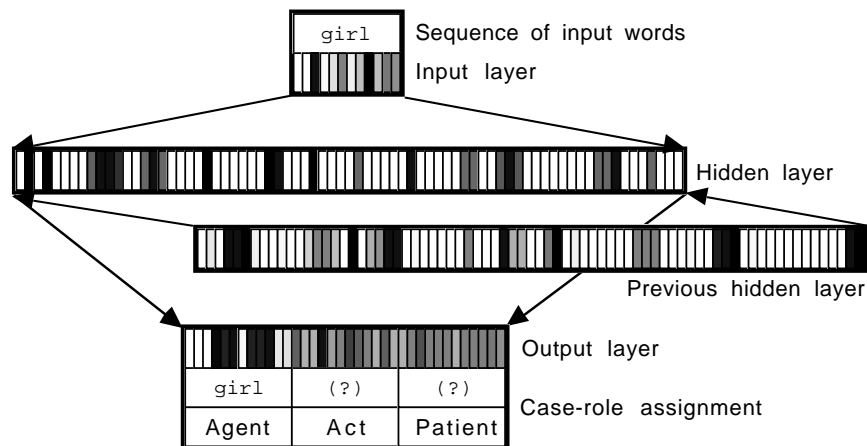 girl Sequence of input words
Input layer
Hidden layer
Previous hidden layer
Output layer
girl (?) (?)
Case-role assignment
Agent Act Patient